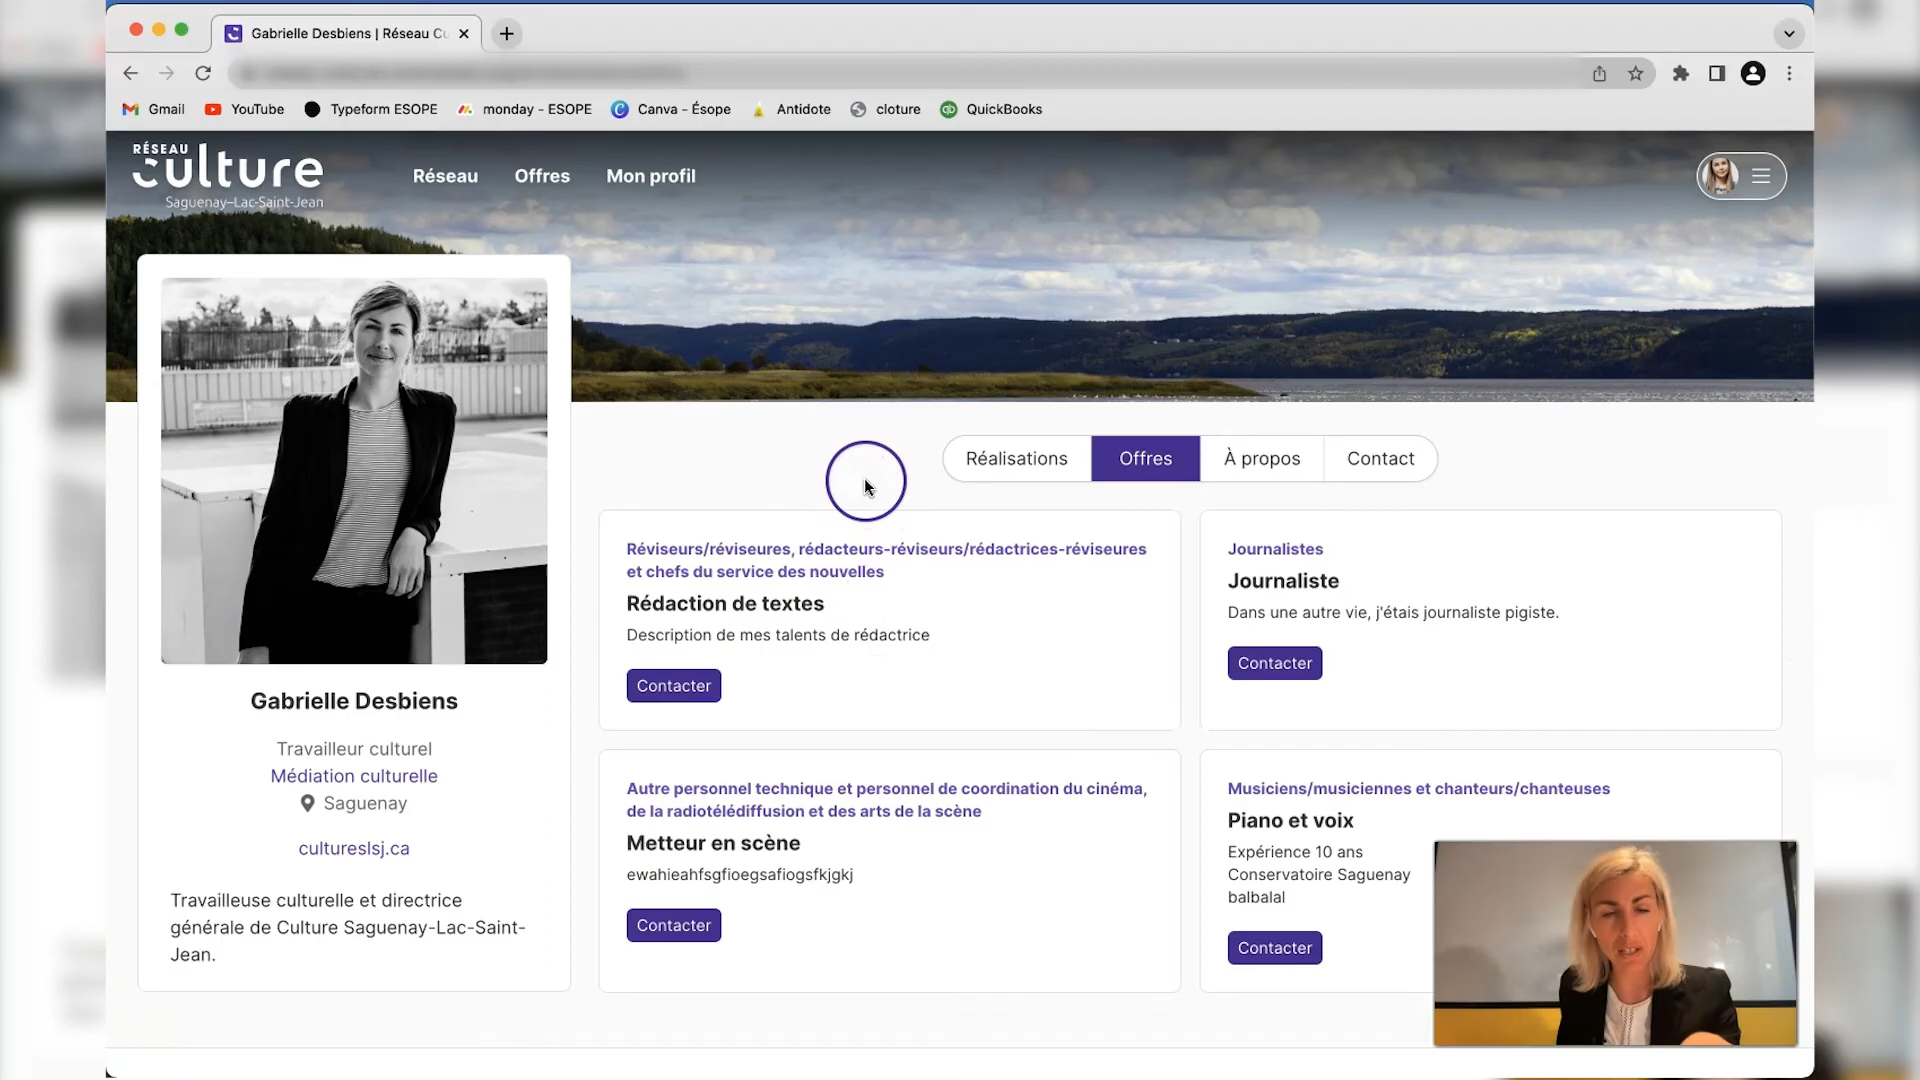 Gabrielle Desbiens | Réseau Cu
Gmail
YouTube
Typeform ESOPE
monday - ESOPE
Canva - Ésope
Antidote
cloture
QuickBooks
RÉSEAU
culture
Saguenay–Lac-Saint-Jean
Réseau
Offres
Mon profil
Réalisations
Offres
À propos
Contact
Gabrielle Desbiens
Travailleur culturel
Médiation culturelle
Saguenay
cultureslsj.ca
Travailleuse culturelle et directrice
générale de Culture Saguenay-Lac-Saint-
Jean.
Réviseurs/réviseures, rédacteurs-réviseurs/rédactrices-réviseures
et chefs du service des nouvelles
Rédaction de textes
Description de mes talents de rédactrice
Contacter
Journalistes
Journaliste
Dans une autre vie, j'étais journaliste pigiste.
Contacter
Autre personnel technique et personnel de coordination du cinéma,
de la radiotélédiffusion et des arts de la scène
Metteur en scène
ewahieahfsgfioegsafiogsfkjgkj
Contacter
Musiciens/musiciennes et chanteurs/chanteuses
Piano et voix
Expérience 10 ans
Conservatoire Saguenay
balbalal
Contacter